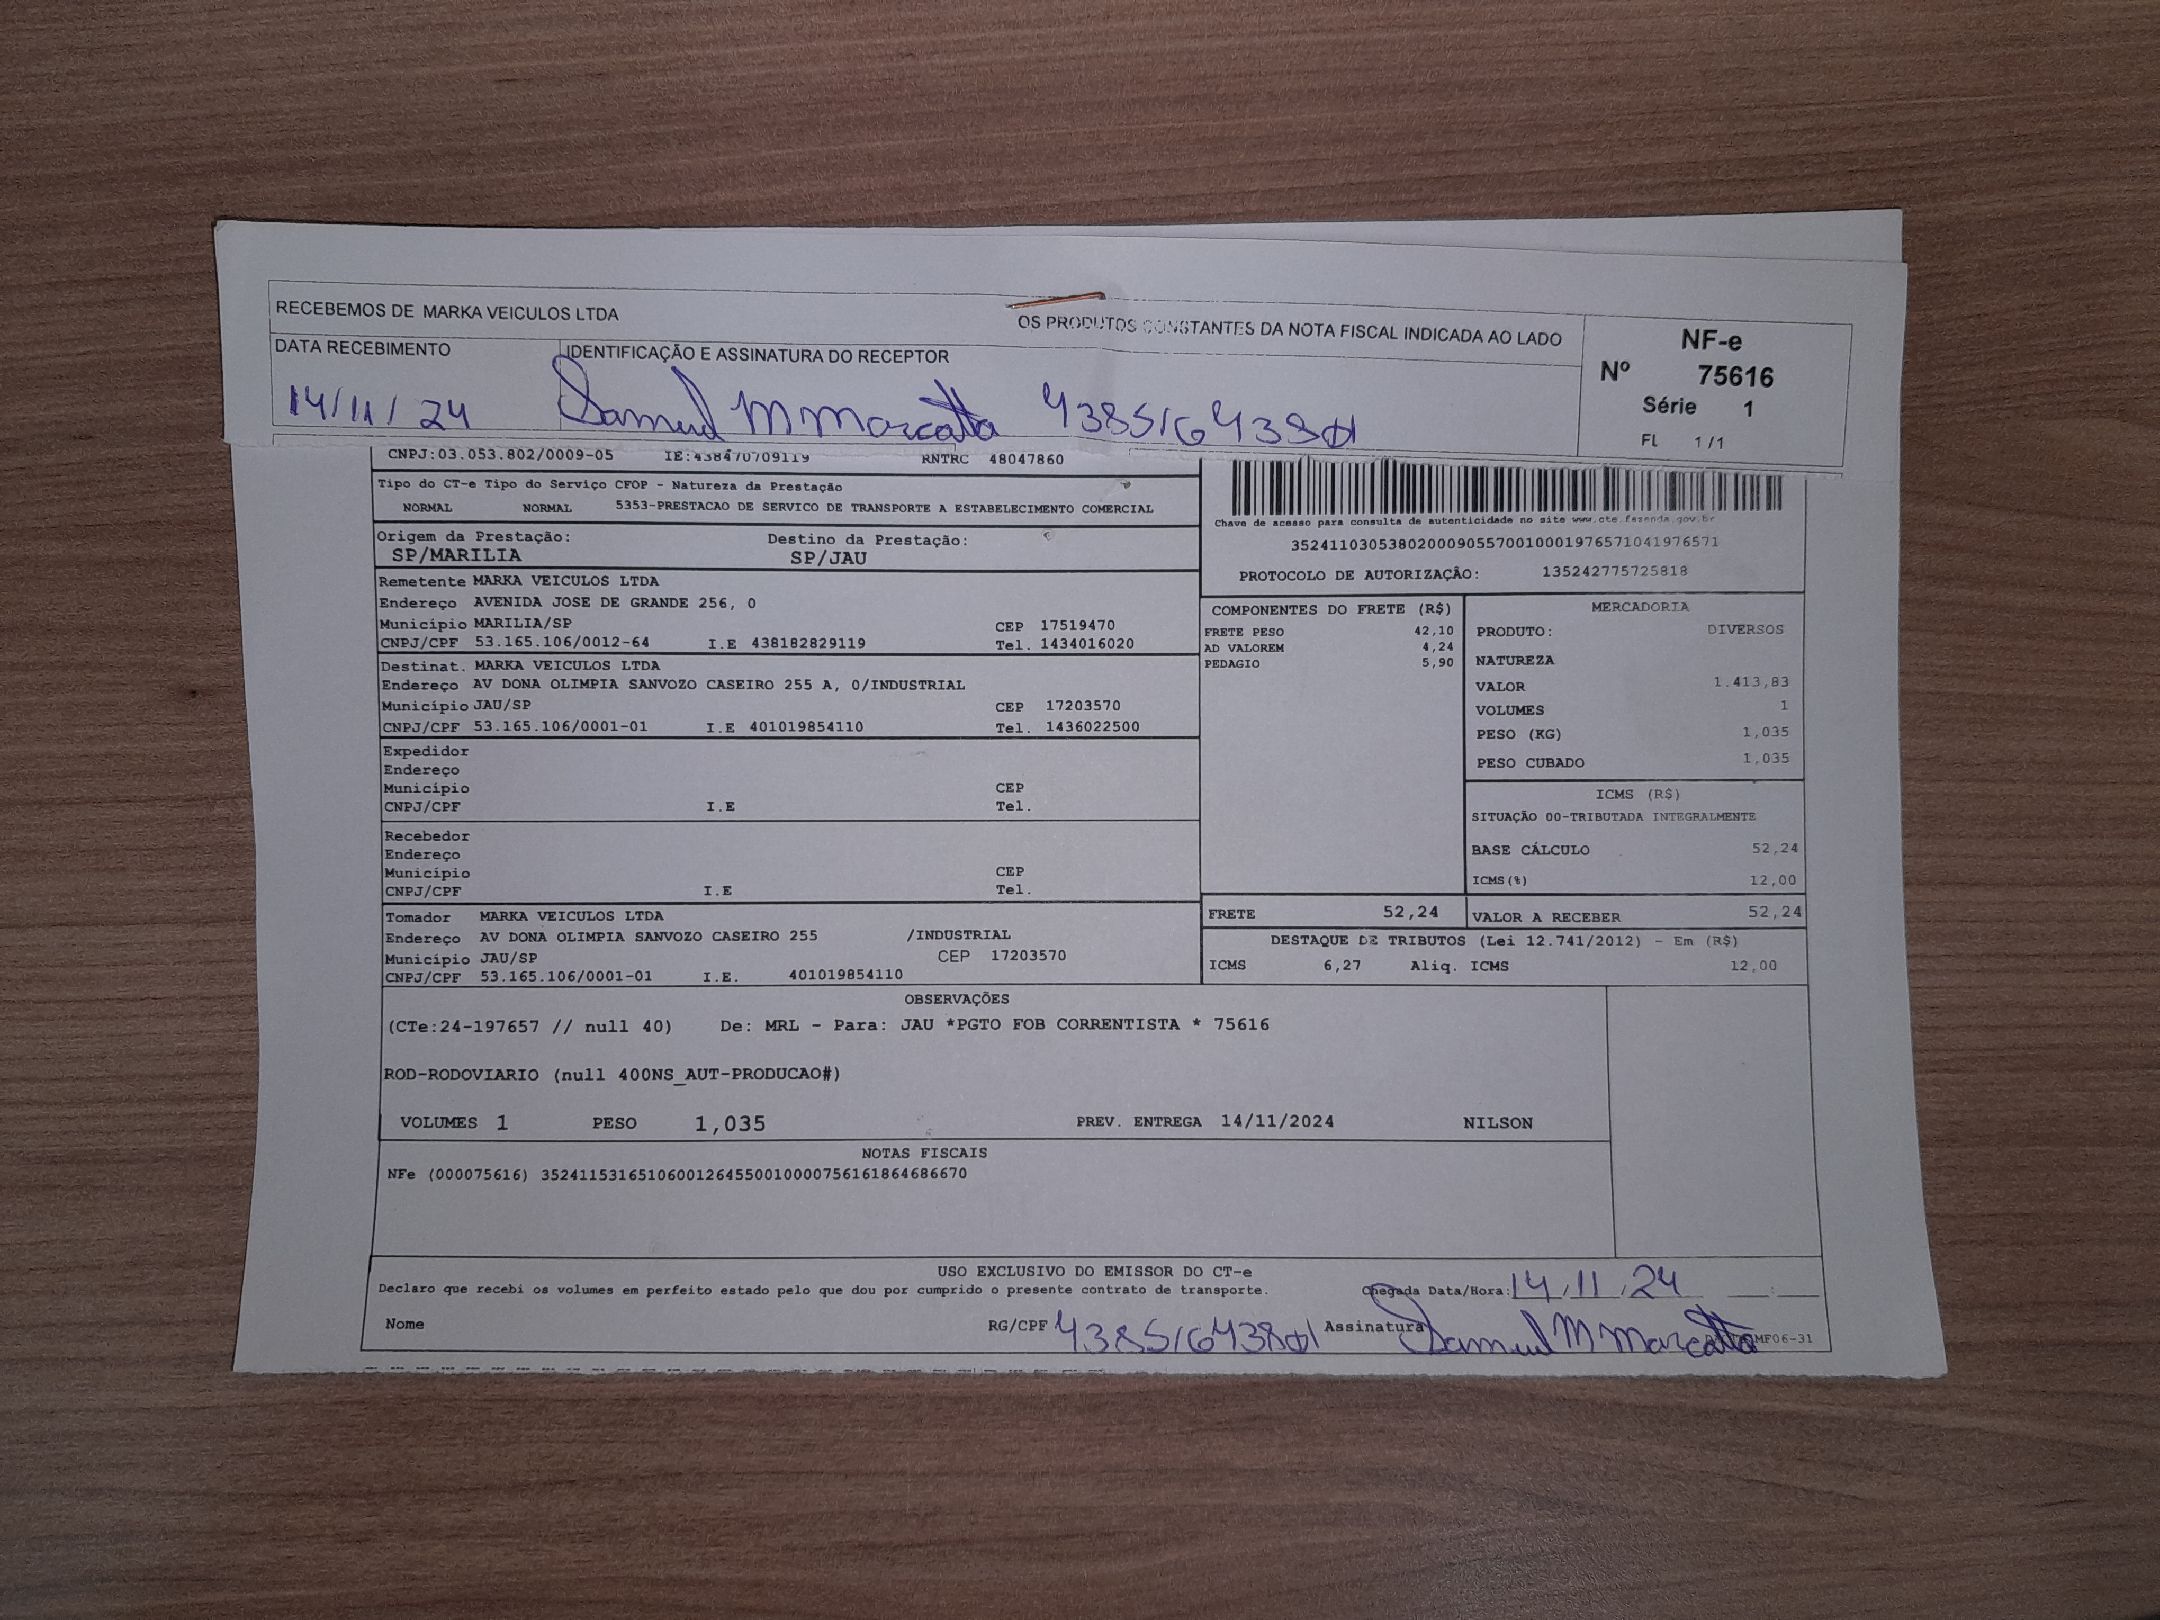 RECEBEMOS DE MARKA VEICULOS LTDA OS PRODUTOS CONSTANTES DA NOTA FISCAL INDICADA AO LADO
NF-e
Nº 75616
Série 1
FL 1/1
DATA RECEBIMENTO IDENTIFICAÇÃO E ASSINATURA DO RECEPTOR
14/11/24 Samuel M Marcatto
CNPJ:03.053.802/0009-05 IE:438470709119 RNTRC 48047860
Tipo do CT-e Tipo do Serviço CFOP - Natureza da Prestação
NORMAL NORMAL 5353-PRESTACAO DE SERVICO DE TRANSPORTE A ESTABELECIMENTO COMERCIAL
Chave de acesso para consulta de autenticidade no site www.cte.fazenda.gov.br
35241103053802000905570010001976571041976571
PROTOCOLO DE AUTORIZAÇÃO: 135242775725818
Origem da Prestação: Destino da Prestação:
SP/MARILIA SP/JAU
Remetente MARKA VEICULOS LTDA
Endereço AVENIDA JOSE DE GRANDE 256, 0
Município MARILIA/SP CEP 17519470
CNPJ/CPF 53.165.106/0012-64 I.E 438182829119 Tel. 1434016020
Destinat. MARKA VEICULOS LTDA
Endereço AV DONA OLIMPIA SANVOZO CASEIRO 255 A, 0/INDUSTRIAL
Município JAU/SP CEP 17203570
CNPJ/CPF 53.165.106/0001-01 I.E 401019854110 Tel. 1436022500
Expedidor
Endereço
Município CEP
CNPJ/CPF I.E Tel.
Recebedor
Endereço
Município CEP
CNPJ/CPF I.E Tel.
Tomador MARKA VEICULOS LTDA
Endereço AV DONA OLIMPIA SANVOZO CASEIRO 255 /INDUSTRIAL
Município JAU/SP CEP 17203570
CNPJ/CPF 53.165.106/0001-01 I.E. 401019854110
COMPONENTES DO FRETE (R$)
FRETE PESO 42,10
AD VALOREM 4,24
PEDAGIO 5,90
MERCADORIA
PRODUTO: DIVERSOS
NATUREZA
VALOR 1.413,83
VOLUMES 1
PESO (KG) 1,035
PESO CUBADO 1,035
ICMS (R$)
SITUAÇÃO 00-TRIBUTADA INTEGRALMENTE
BASE CÁLCULO 52,24
ICMS(%) 12,00
FRETE 52,24 VALOR A RECEBER 52,24
DESTAQUE DE TRIBUTOS (Lei 12.741/2012) - Em (R$)
ICMS 6,27 Aliq. ICMS 12,00
OBSERVAÇÕES
(CTe:24-197657 // null 40) De: MRL - Para: JAU *PGTO FOB CORRENTISTA * 75616
ROD-RODOVIARIO (null 400NS_AUT-PRODUCAO#)
VOLUMES 1 PESO 1,035 PREV. ENTREGA 14/11/2024 NILSON
NOTAS FISCAIS
NFe (000075616) 35241153165106001264550010000756161864686670
USO EXCLUSIVO DO EMISSOR DO CT-e
Declaro que recebi os volumes em perfeito estado pelo que dou por cumprido o presente contrato de transporte. Chegada Data/Hora: 14/11/24
Nome RG/CPF Assinatura Samuel M Marcatto MF06-31